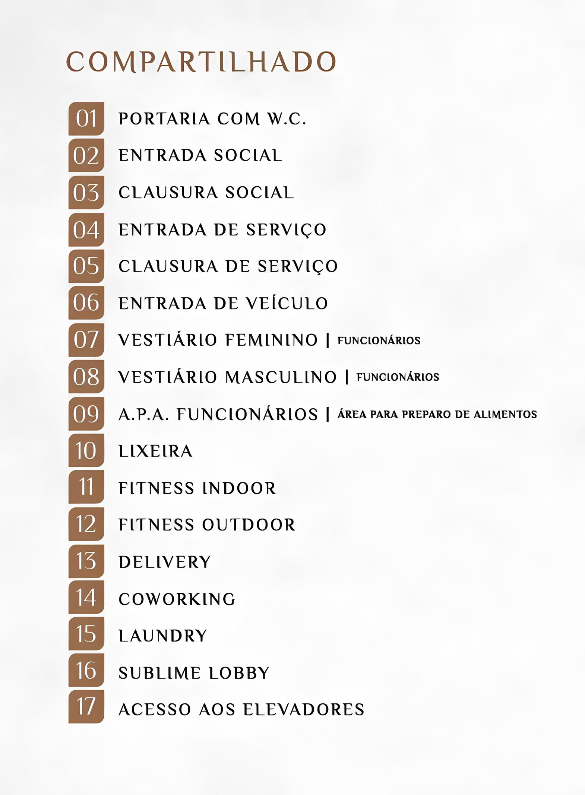 COMPARTILHADO
01 PORTARIA COM W.C.
02 ENTRADA SOCIAL
03 CLAUSURA SOCIAL
04 ENTRADA DE SERVIÇO
05 CLAUSURA DE SERVIÇO
06 ENTRADA DE VEÍCULO
07 VESTIÁRIO FEMININO | FUNCIONÁRIOS
08 VESTIÁRIO MASCULINO | FUNCIONÁRIOS
09 A.P.A. FUNCIONÁRIOS | ÁREA PARA PREPARO DE ALIMENTOS
10 LIXEIRA
11 FITNESS INDOOR
12 FITNESS OUTDOOR
13 DELIVERY
14 COWORKING
15 LAUNDRY
16 SUBLIME LOBBY
17 ACESSO AOS ELEVADORES